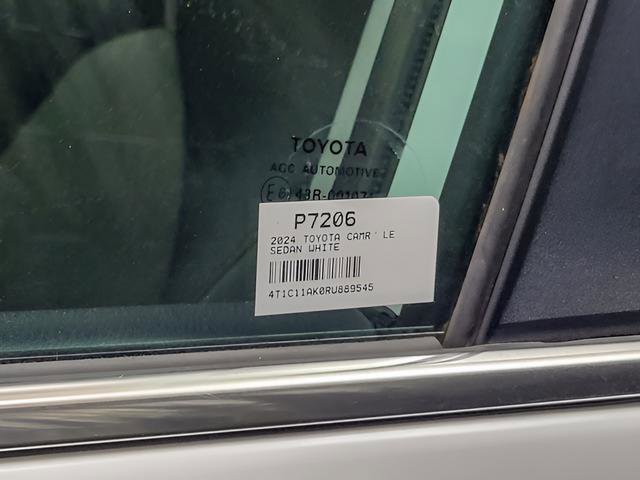 TOYOTA
AGC AUTOMOTIVE
P7206
2024 TOYOTA CAMR LE
SEDAN WHITE
4T1C11AK0RU889545